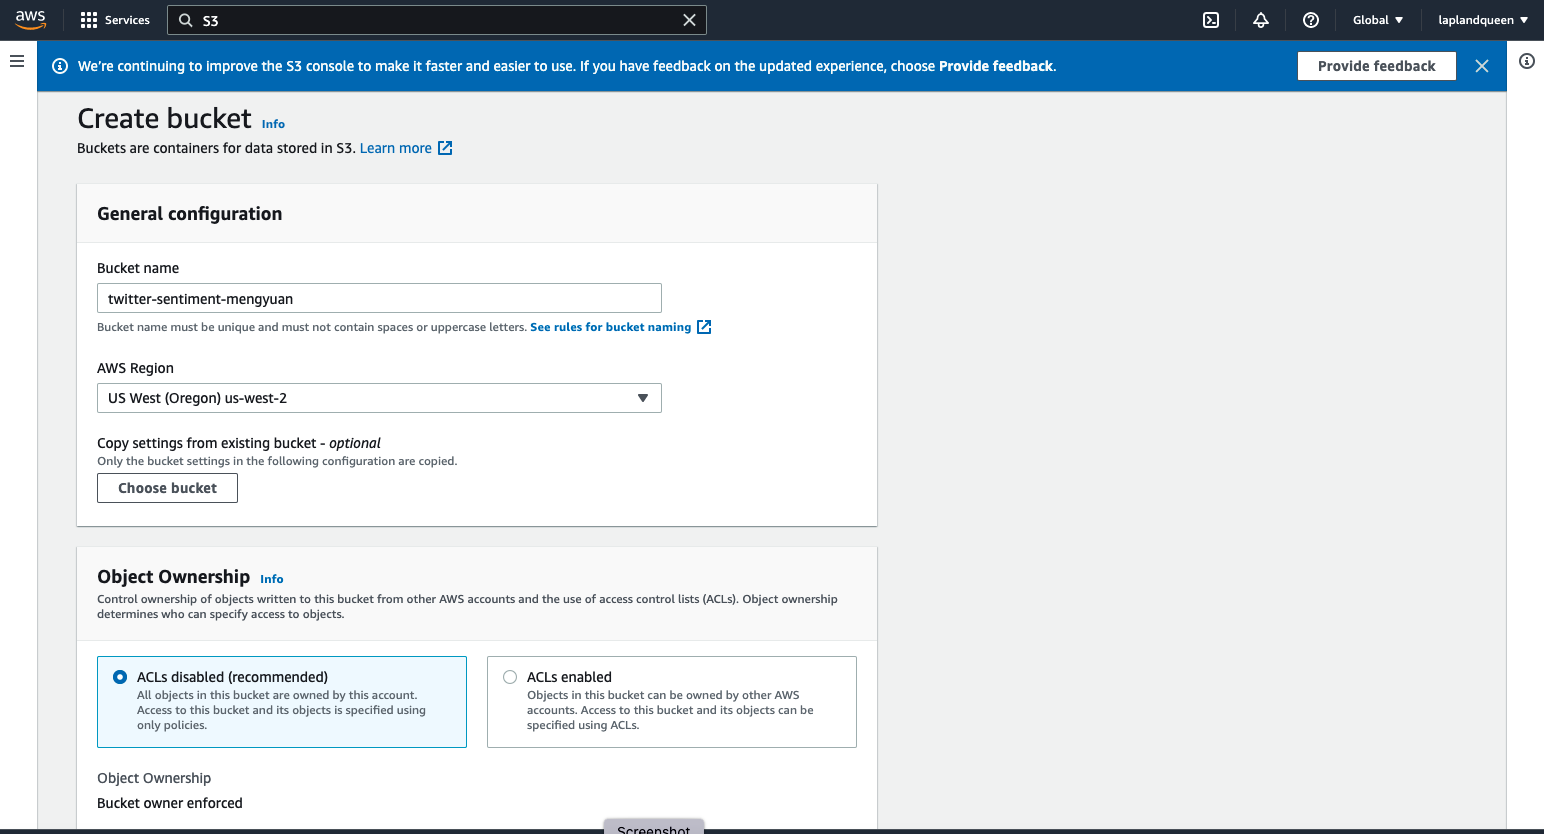 aws
Services
S3
Global
laplandqueen
We're continuing to improve the S3 console to make it faster and easier to use. If you have feedback on the updated experience, choose Provide feedback.
Provide feedback
Create bucket Info
Buckets are containers for data stored in S3. Learn more
General configuration
Bucket name
twitter-sentiment-mengyuan
Bucket name must be unique and must not contain spaces or uppercase letters. See rules for bucket naming
AWS Region
US West (Oregon) us-west-2
Copy settings from existing bucket - optional
Only the bucket settings in the following configuration are copied.
Choose bucket
Object Ownership Info
Control ownership of objects written to this bucket from other AWS accounts and the use of access control lists (ACLs). Object ownership
determines who can specify access to objects.
ACLs disabled (recommended)
All objects in this bucket are owned by this account.
Access to this bucket and its objects is specified using
only policies.
ACLs enabled
Objects in this bucket can be owned by other AWS
accounts. Access to this bucket and its objects can be
specified using ACLs.
Object Ownership
Bucket owner enforced
Screenshot